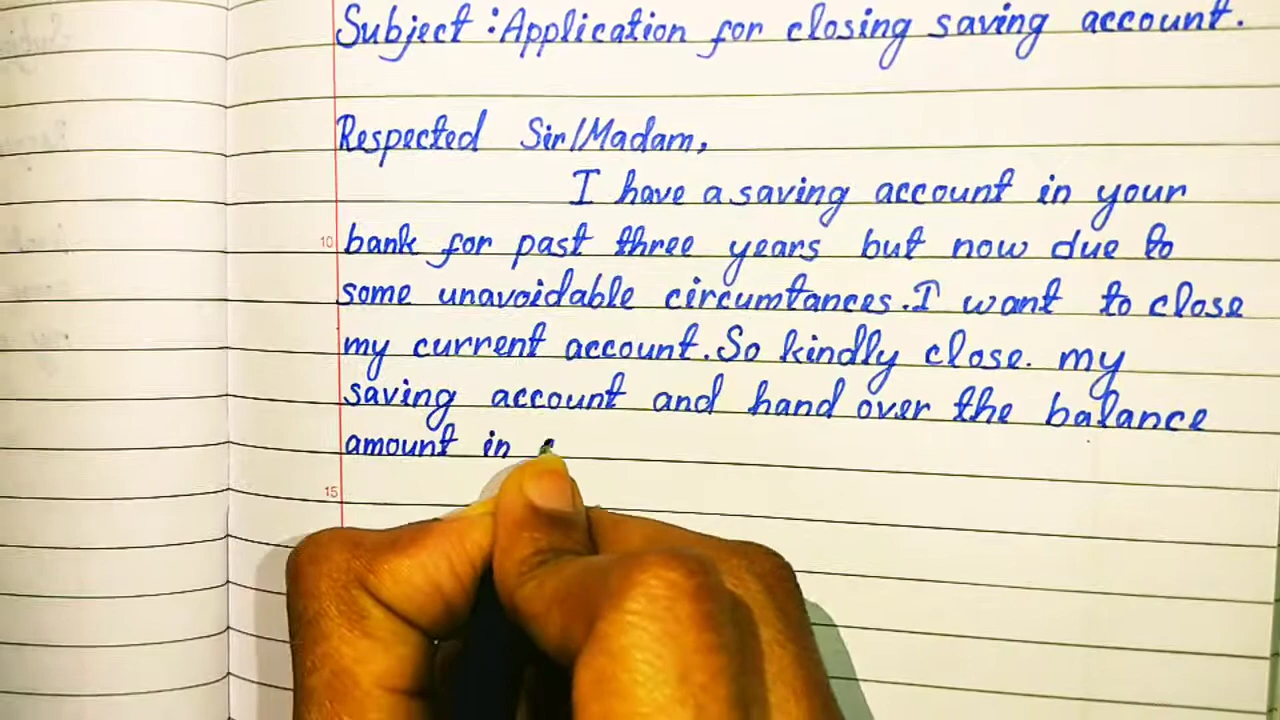 Subject :Application for closing saving account.
Respected Sir/Madam,
I have a saving account in your
10 bank for past three years but now due to
some unavoidable circumtances.I want to close
my current account.So kindly close. my
saving account and hand over the balance
amount in
15